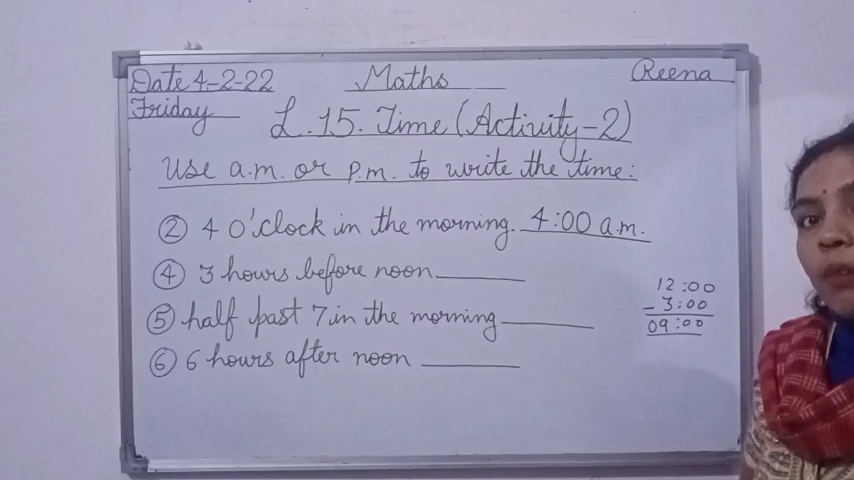 Date 4-2-22 Maths Reena
Friday
L.15. Time (Activity-2)
Use a.m. or p.m. to write the time:
② 4 O'clock in the morning. 4:00 a.m.
④ 3 hours before noon
⑤ half past 7 in the morning
⑥ 6 hours after noon
12:00
- 3:00
09:00